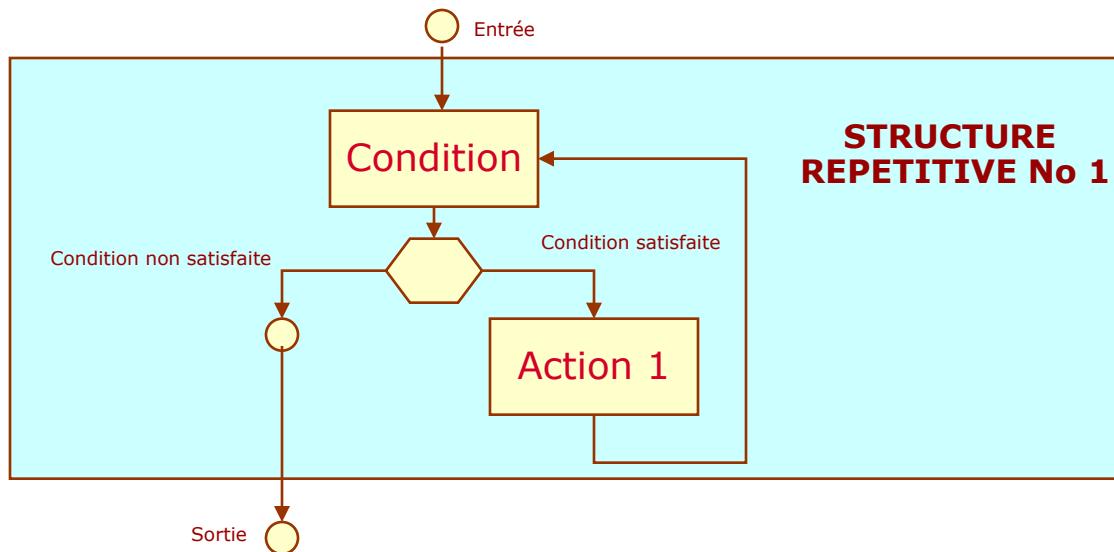 Entrée
STRUCTURE
REPETITIVE No 1
Condition
Condition satisfaite
Condition non satisfaite
Action 1
Sortie